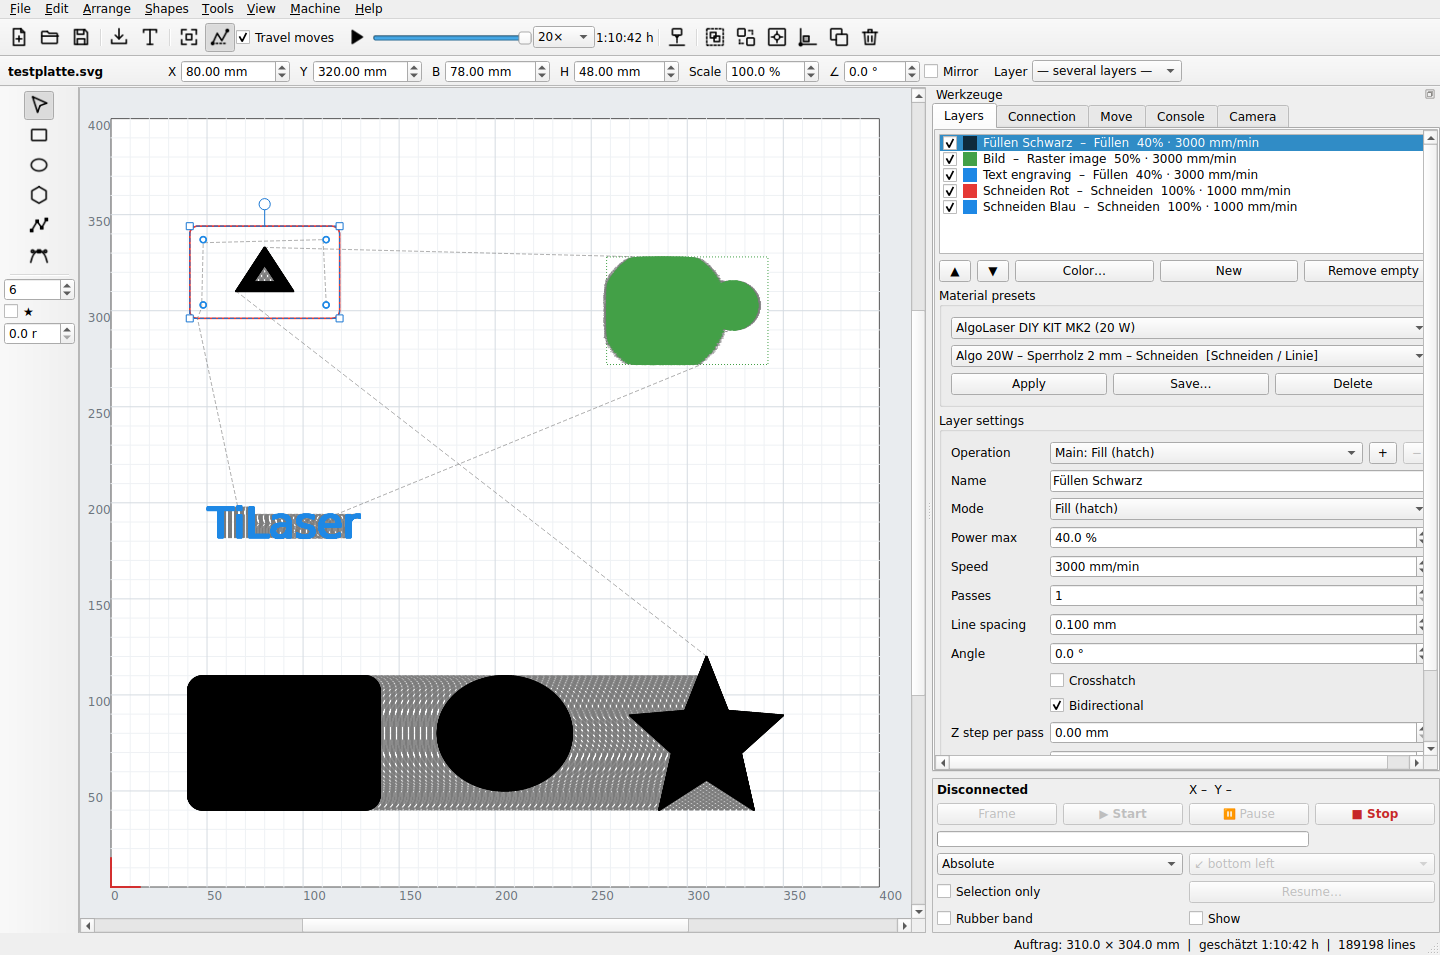 File Edit Arrange Shapes Tools View Machine Help
Travel moves 20× 1:10:42 h
testplatte.svg X 80.00 mm Y 320.00 mm B 78.00 mm H 48.00 mm Scale 100.0 % ∠ 0.0 ° Mirror Layer — several layers —
Werkzeuge
Layers Connection Move Console Camera
Füllen Schwarz – Füllen 40% · 3000 mm/min
Bild – Raster image 50% · 3000 mm/min
Text engraving – Füllen 40% · 3000 mm/min
Schneiden Rot – Schneiden 100% · 1000 mm/min
Schneiden Blau – Schneiden 100% · 1000 mm/min
▲ ▼ Color... New Remove empty
Material presets
AlgoLaser DIY KIT MK2 (20 W)
Algo 20W – Sperrholz 2 mm – Schneiden [Schneiden / Linie]
Apply Save... Delete
Layer settings
Operation Main: Fill (hatch) + −
Name Füllen Schwarz
Mode Fill (hatch)
Power max 40.0 %
Speed 3000 mm/min
Passes 1
Line spacing 0.100 mm
Angle 0.0 °
Crosshatch
Bidirectional
Z step per pass 0.00 mm
6
★
0.0 r
400
350
300
250
200
150
100
50
0 50 100 150 200 250 300 350 400
TiLaser
Disconnected X – Y –
Frame ▶ Start Pause ■ Stop
Absolute ↙ bottom left
Selection only Resume...
Rubber band Show
Auftrag: 310.0 × 304.0 mm | geschätzt 1:10:42 h | 189198 lines